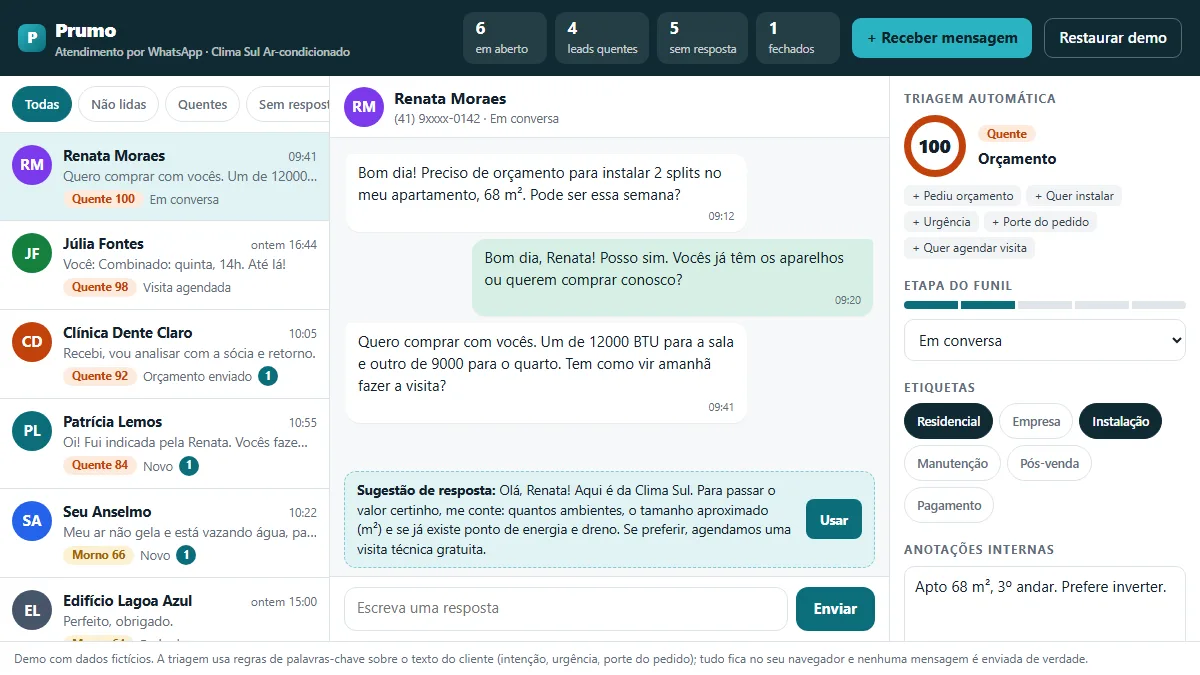 P
Prumo
Atendimento por WhatsApp · Clima Sul Ar-condicionado
6
em aberto
4
leads quentes
5
sem resposta
1
fechados
+ Receber mensagem
Restaurar demo
Todas
Não lidas
Quentes
Sem respost
RM
Renata Moraes
09:41
Quero comprar com vocês. Um de 12000...
Quente 100
Em conversa
JF
Júlia Fontes
ontem 16:44
Você: Combinado: quinta, 14h. Até lá!
Quente 98
Visita agendada
CD
Clínica Dente Claro
10:05
Recebi, vou analisar com a sócia e retorno.
Quente 92
Orçamento enviado
1
PL
Patrícia Lemos
10:55
Oi! Fui indicada pela Renata. Vocês faze...
Quente 84
Novo
1
SA
Seu Anselmo
10:22
Meu ar não gela e está vazando água, pa...
Morno 66
Novo
1
EL
Edifício Lagoa Azul
ontem 15:00
Perfeito, obrigado.
RM
Renata Moraes
(41) 9xxxx-0142 · Em conversa
Bom dia! Preciso de orçamento para instalar 2 splits no
meu apartamento, 68 m². Pode ser essa semana?
09:12
Bom dia, Renata! Posso sim. Vocês já têm os aparelhos
ou querem comprar conosco?
09:20
Quero comprar com vocês. Um de 12000 BTU para a sala
e outro de 9000 para o quarto. Tem como vir amanhã
fazer a visita?
09:41
Sugestão de resposta: Olá, Renata! Aqui é da Clima Sul. Para passar o
valor certinho, me conte: quantos ambientes, o tamanho aproximado
(m²) e se já existe ponto de energia e dreno. Se preferir, agendamos uma
visita técnica gratuita.
Usar
Escreva uma resposta
Enviar
TRIAGEM AUTOMÁTICA
100
Quente
Orçamento
+ Pediu orçamento
+ Quer instalar
+ Urgência
+ Porte do pedido
+ Quer agendar visita
ETAPA DO FUNIL
Em conversa
ETIQUETAS
Residencial
Empresa
Instalação
Manutenção
Pós-venda
Pagamento
ANOTAÇÕES INTERNAS
Apto 68 m², 3º andar. Prefere inverter.
Demo com dados fictícios. A triagem usa regras de palavras-chave sobre o texto do cliente (intenção, urgência, porte do pedido); tudo fica no seu navegador e nenhuma mensagem é enviada de verdade.